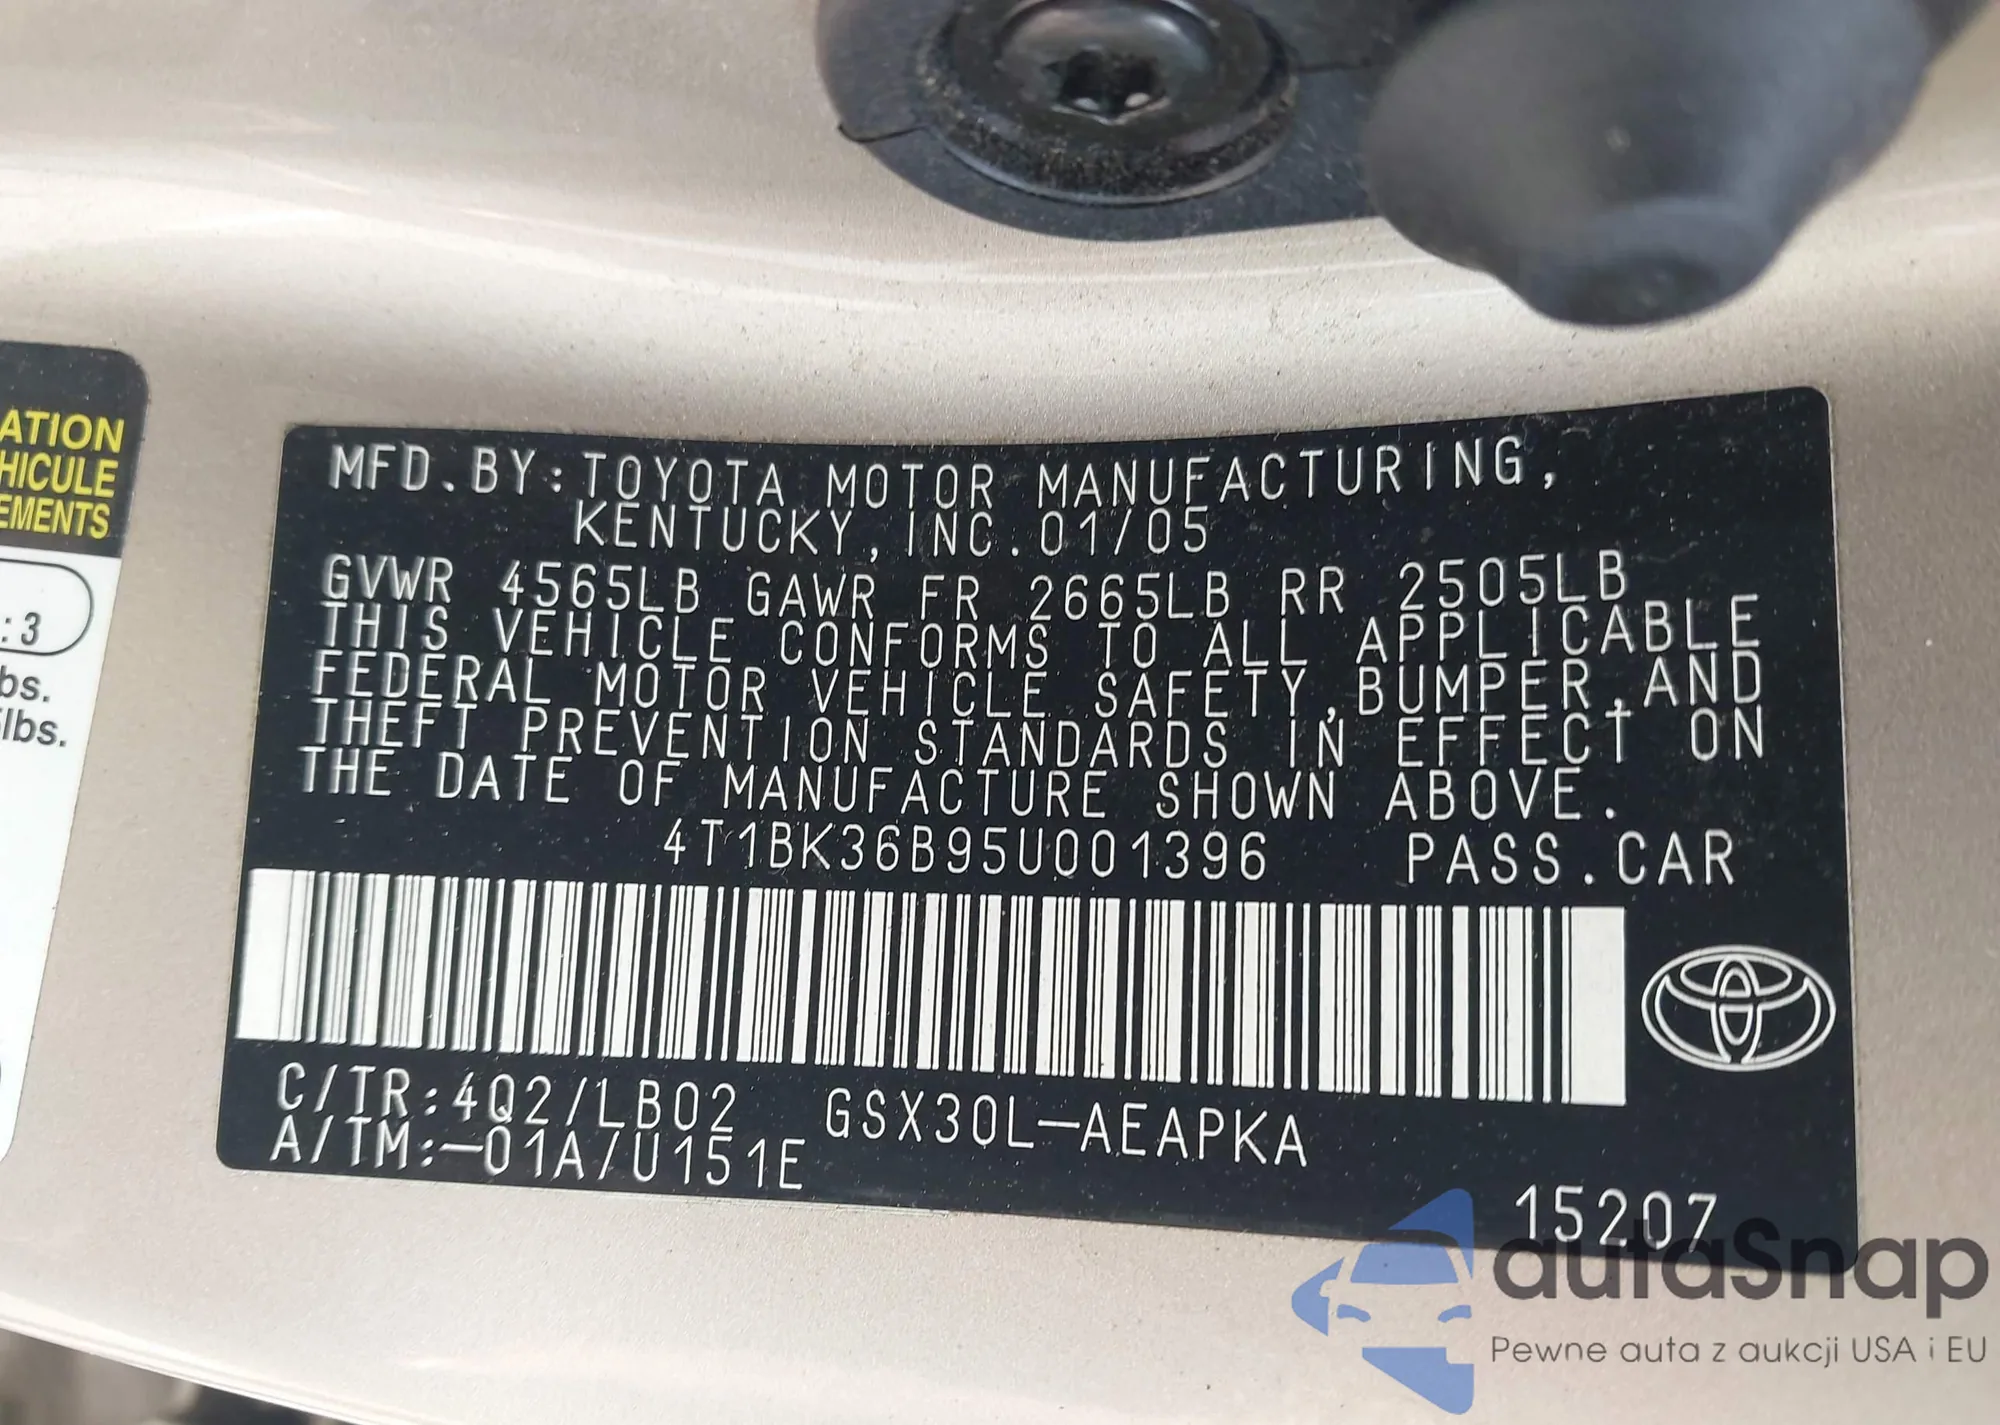 ATION
HICULE
EMENTS
: 3
bs.
lbs.
MFD.BY:TOYOTA MOTOR MANUFACTURING,
KENTUCKY,INC.01/05
GVWR 4565LB GAWR FR 2665LB RR 2505LB
THIS VEHICLE CONFORMS TO ALL APPLICABLE
FEDERAL MOTOR VEHICLE SAFETY,BUMPER,AND
THEFT PREVENTION STANDARDS IN EFFECT ON
THE DATE OF MANUFACTURE SHOWN ABOVE.
4T1BK36B95U001396 PASS.CAR
C/TR:4Q2/LB02 GSX30L-AEAPKA
A/TM:-01A/U151E
15207
autaSnap
Pewne auta z aukcji USA i EU